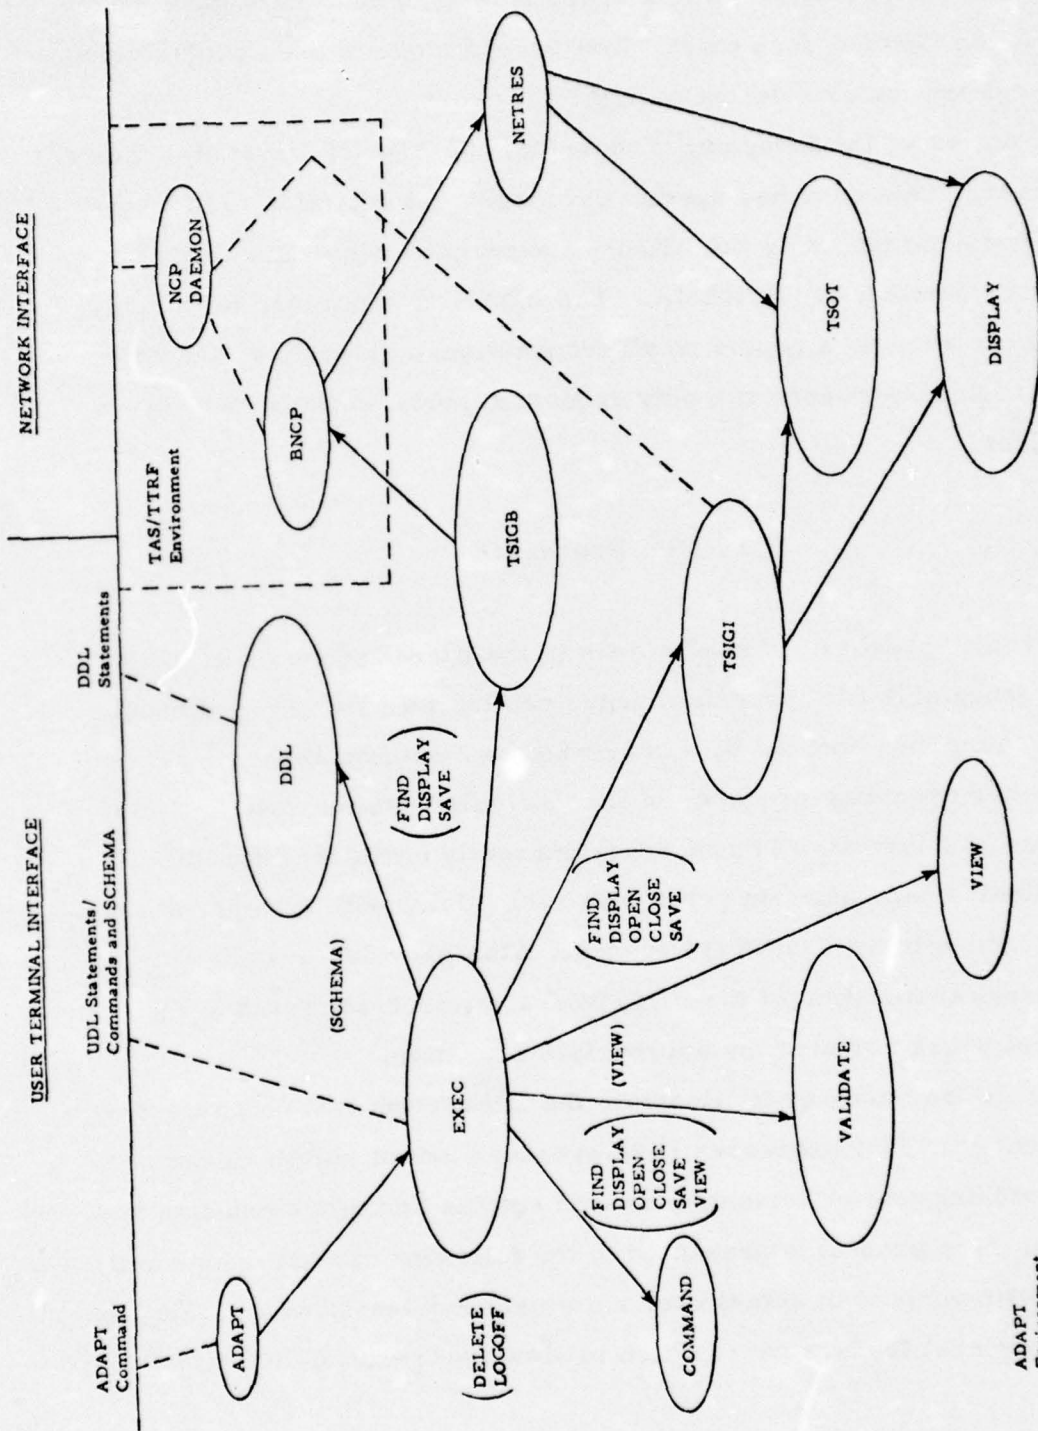 USER TERMINAL INTERFACE
NETWORK INTERFACE
ADAPT
Command
UDL Statements/
Commands and SCHEMA
DDL
Statements
TAS/TTRF
Environment
NCP
DAEMON
ADAPT
DDL
BNCP
(SCHEMA)
FIND
DISPLAY
SAVE
EXEC
TSIGB
NETRES
(DELETE
LOGOFF)
FIND
DISPLAY
OPEN
CLOSE
SAVE
TSIGI
TSOT
COMMAND
FIND
DISPLAY
OPEN
CLOSE
SAVE
VIEW
(VIEW)
VALIDATE
VIEW
DISPLAY
ADAPT